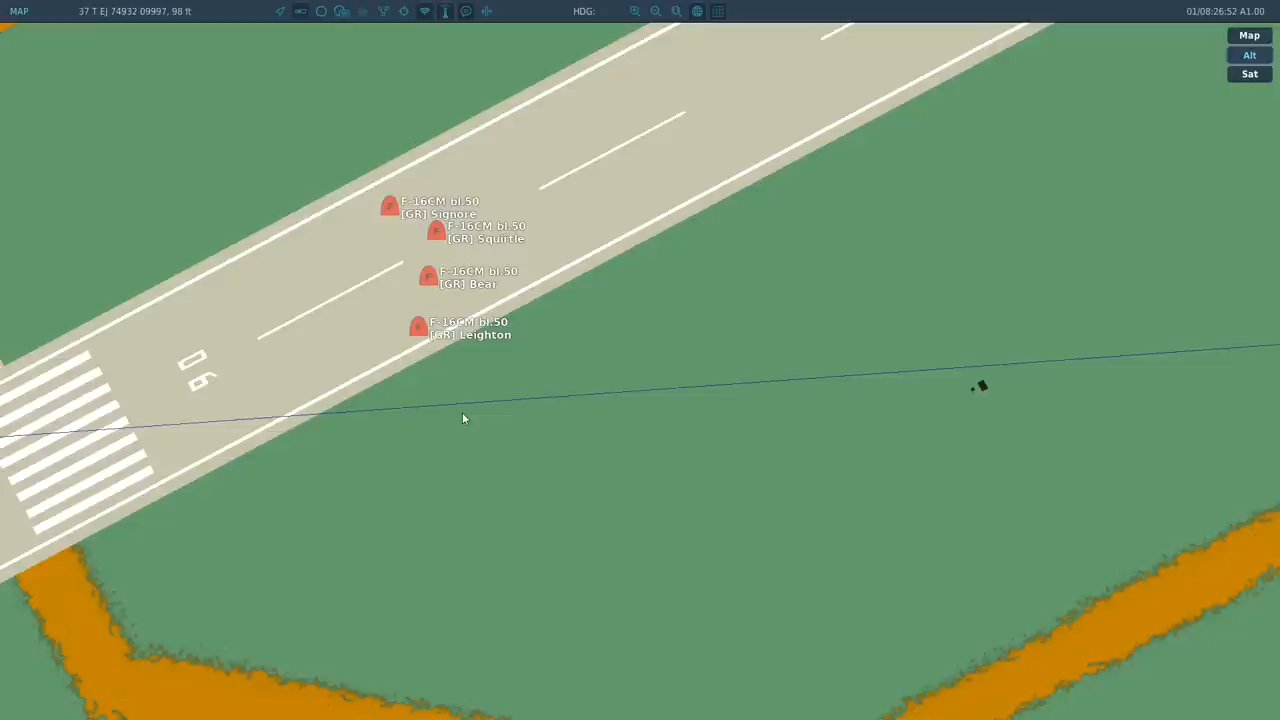 MAP 37 T EJ 74932 09997, 98 ft HDG: 01/08:26:52 A1.00
Map
Alt
Sat
F-16CM bl.50
[GR] Signore
F-16CM bl.50
[GR] Squirtle
F-16CM bl.50
[GR] Bear
F-16CM bl.50
[GR] Leighton
06